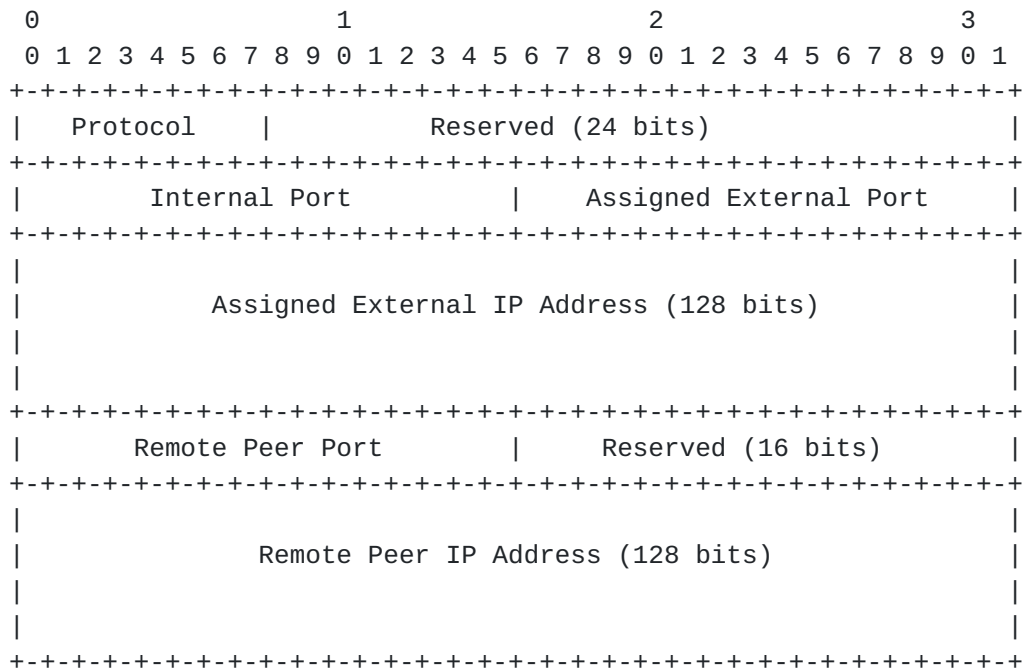 0                   1                   2                   3
 0 1 2 3 4 5 6 7 8 9 0 1 2 3 4 5 6 7 8 9 0 1 2 3 4 5 6 7 8 9 0 1
+-+-+-+-+-+-+-+-+-+-+-+-+-+-+-+-+-+-+-+-+-+-+-+-+-+-+-+-+-+-+-+-+
|   Protocol    |          Reserved (24 bits)                   |
+-+-+-+-+-+-+-+-+-+-+-+-+-+-+-+-+-+-+-+-+-+-+-+-+-+-+-+-+-+-+-+-+
|        Internal Port          |    Assigned External Port     |
+-+-+-+-+-+-+-+-+-+-+-+-+-+-+-+-+-+-+-+-+-+-+-+-+-+-+-+-+-+-+-+-+
|                                                               |
|            Assigned External IP Address (128 bits)            |
|                                                               |
|                                                               |
+-+-+-+-+-+-+-+-+-+-+-+-+-+-+-+-+-+-+-+-+-+-+-+-+-+-+-+-+-+-+-+-+
|       Remote Peer Port        |     Reserved (16 bits)        |
+-+-+-+-+-+-+-+-+-+-+-+-+-+-+-+-+-+-+-+-+-+-+-+-+-+-+-+-+-+-+-+-+
|                                                               |
|               Remote Peer IP Address (128 bits)               |
|                                                               |
|                                                               |
+-+-+-+-+-+-+-+-+-+-+-+-+-+-+-+-+-+-+-+-+-+-+-+-+-+-+-+-+-+-+-+-+